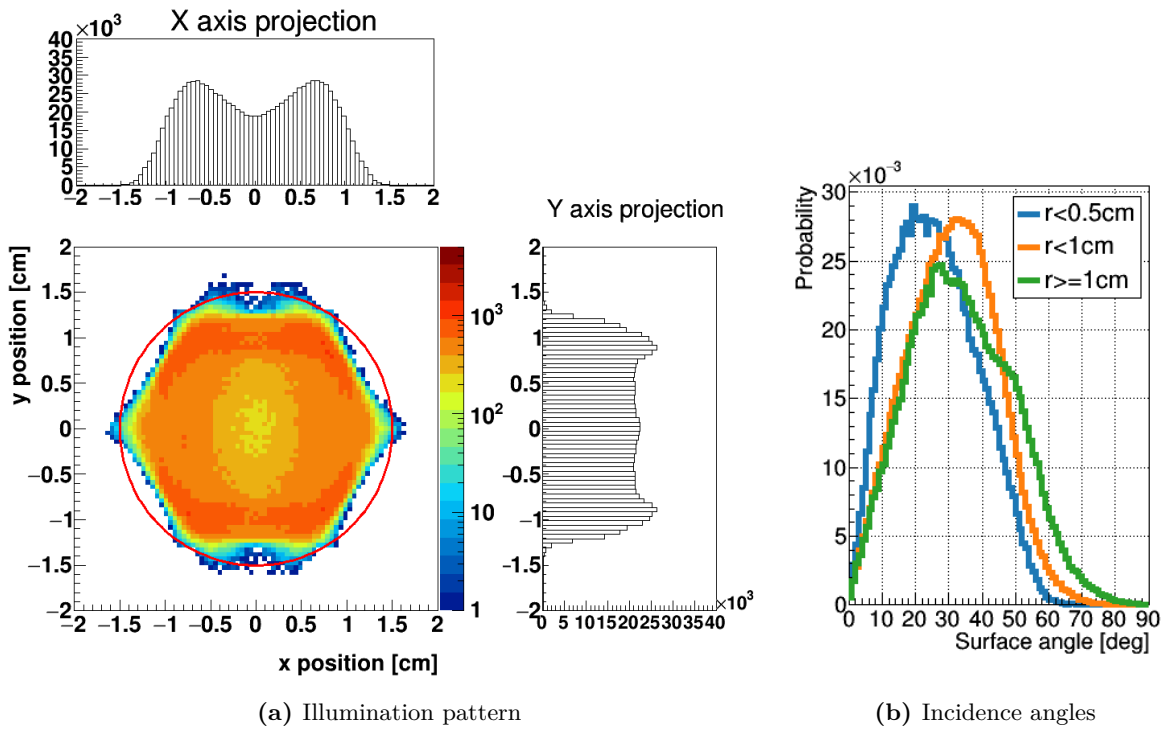 X axis projection
×10³
40
35
30
25
20
15
10
5
0
−2 −1.5 −1 −0.5 0 0.5 1 1.5 2
Y axis projection
2
1.5
1
0.5
0
−0.5
−1
−1.5
−2
y position [cm]
−2 −1.5 −1 −0.5 0 0.5 1 1.5 2
x position [cm]
10³
10²
10
1
2
1.5
1
0.5
0
−0.5
−1
−1.5
−2
0 5 10 15 20 25 30 35 40
×10³
×10⁻³
Probability
30
25
20
15
10
5
0
r<0.5cm
r<1cm
r>=1cm
0 10 20 30 40 50 60 70 80 90
Surface angle [deg]
(a) Illumination pattern
(b) Incidence angles